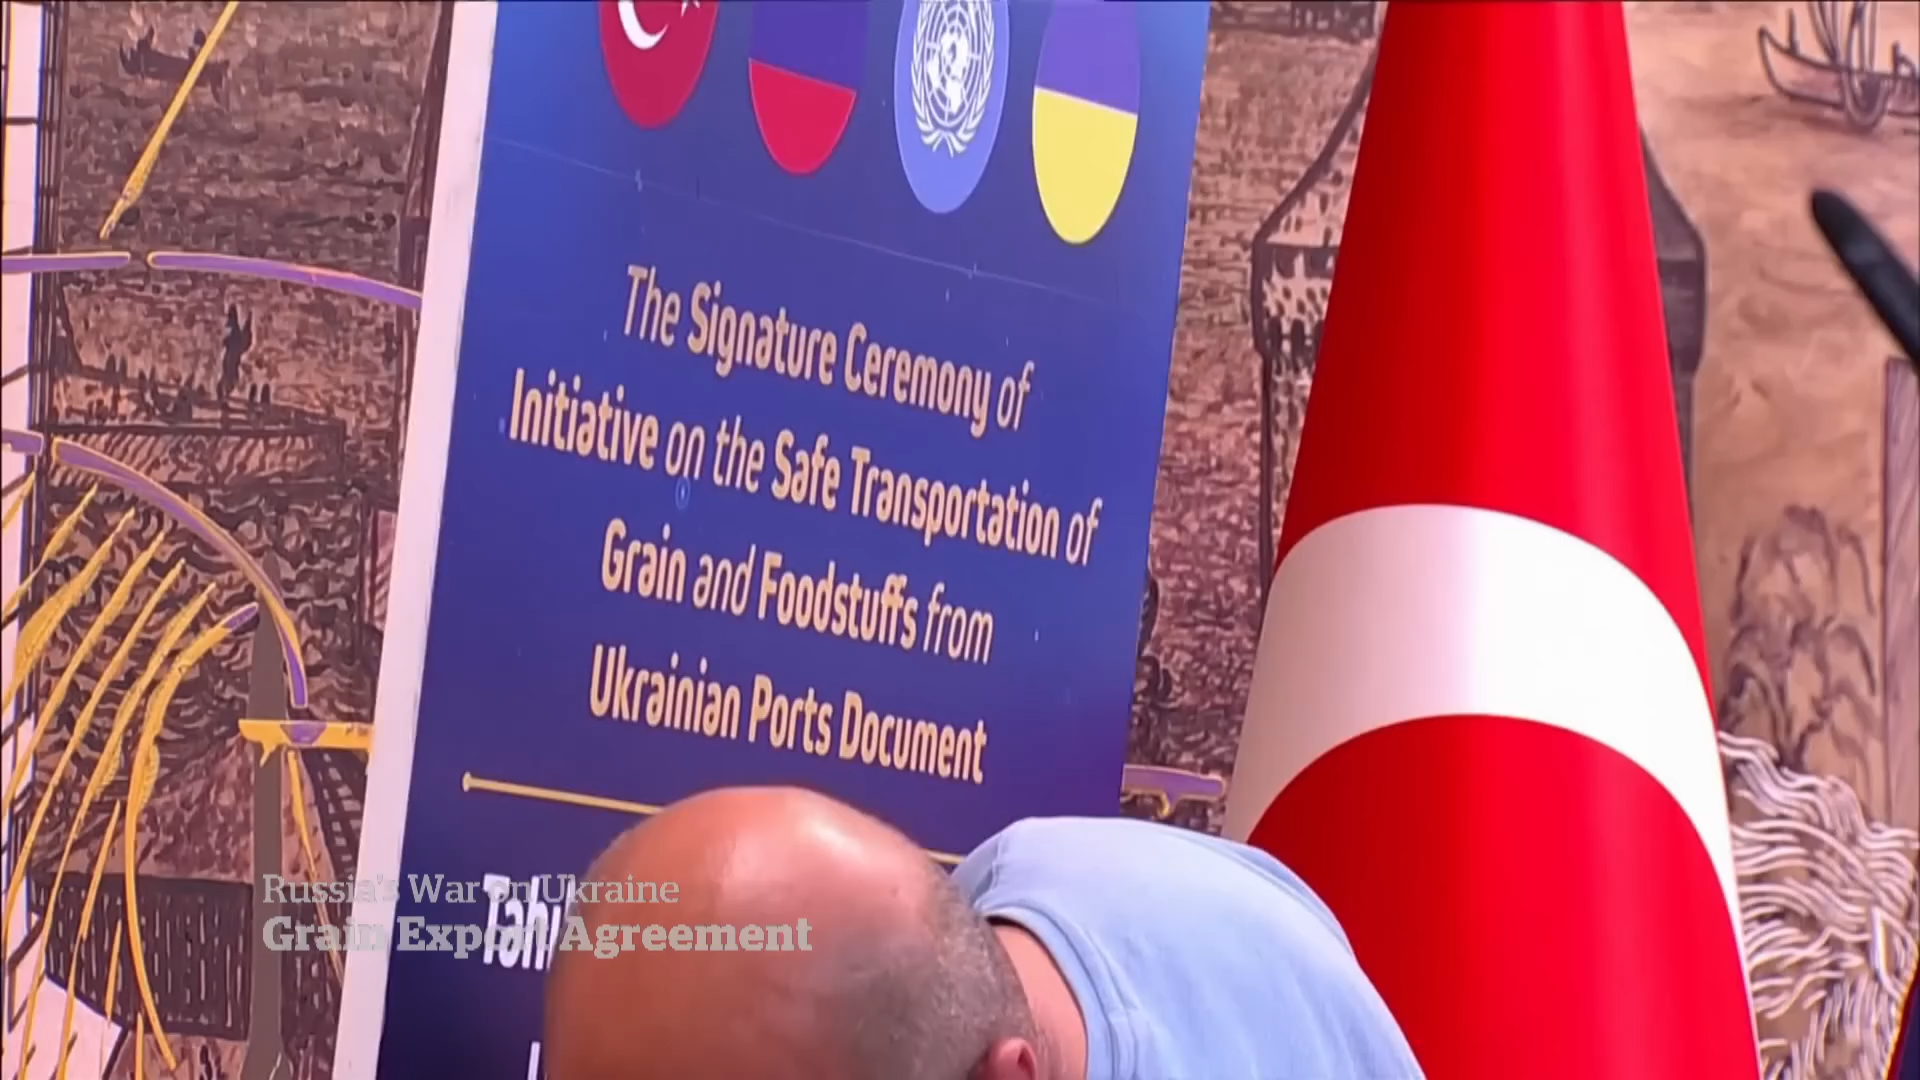 The Signature Ceremony of
Initiative on the Safe Transportation of
Grain and Foodstuffs from
Ukrainian Ports Document
Russia's War on Ukraine
Grain Export Agreement